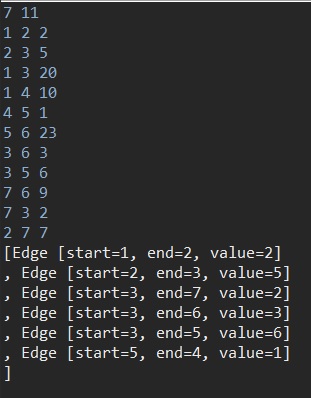 7 11
1 2 2
2 3 5
1 3 20
1 4 10
4 5 1
5 6 23
3 6 3
3 5 6
7 6 9
7 3 2
2 7 7
[Edge [start=1, end=2, value=2]
, Edge [start=2, end=3, value=5]
, Edge [start=3, end=7, value=2]
, Edge [start=3, end=6, value=3]
, Edge [start=3, end=5, value=6]
, Edge [start=5, end=4, value=1]
]